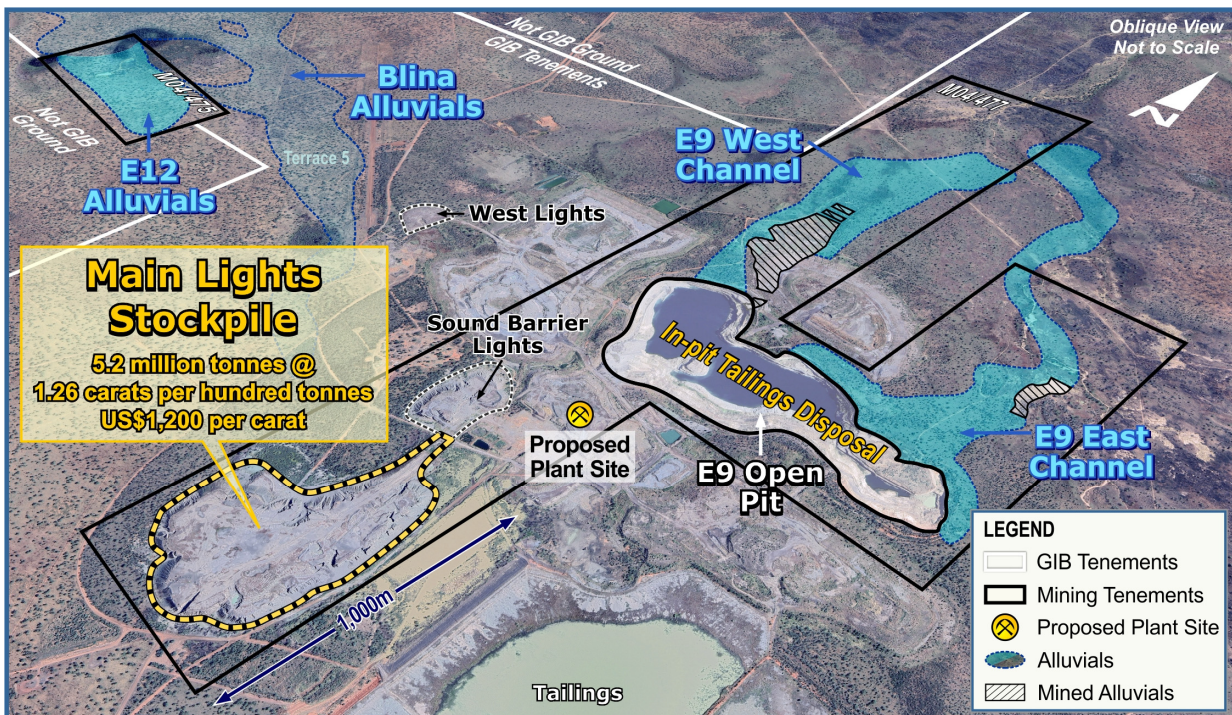 Oblique View
Not to Scale
N
Not GIB Ground
GIB Tenements
M04/475
Not GIB
Ground
Blina
Alluvials
E12
Alluvials
Terrace 5
M04/477
E9 West
Channel
West Lights
Main Lights
Stockpile
5.2 million tonnes @
1.26 carats per hundred tonnes
US$1,200 per carat
Sound Barrier
Lights
In-pit Tailings Disposal
Proposed
Plant Site
E9 Open
Pit
E9 East
Channel
1,000m
Tailings
LEGEND
GIB Tenements
Mining Tenements
Proposed Plant Site
Alluvials
Mined Alluvials